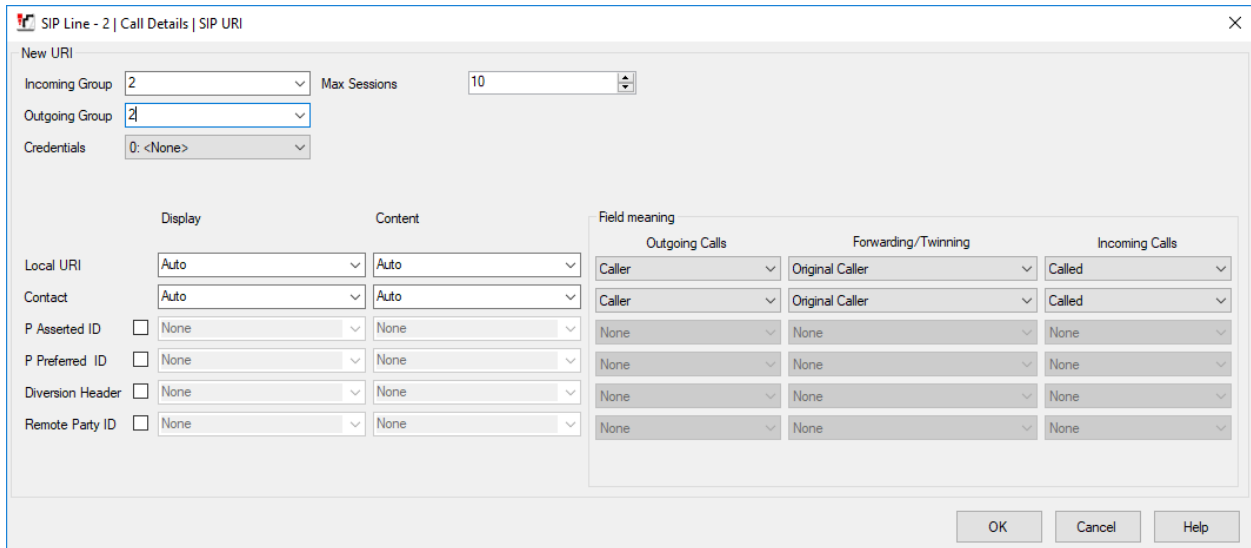 SIP Line - 2 | Call Details | SIP URI
New URI
Incoming Group 2 Max Sessions 10
Outgoing Group 2
Credentials 0: <None>
Display Content Field meaning
Outgoing Calls Forwarding/Twinning Incoming Calls
Local URI Auto Auto Caller Original Caller Called
Contact Auto Auto Caller Original Caller Called
P Asserted ID None None None None None
P Preferred ID None None None None None
Diversion Header None None None None None
Remote Party ID None None None None None
OK Cancel Help